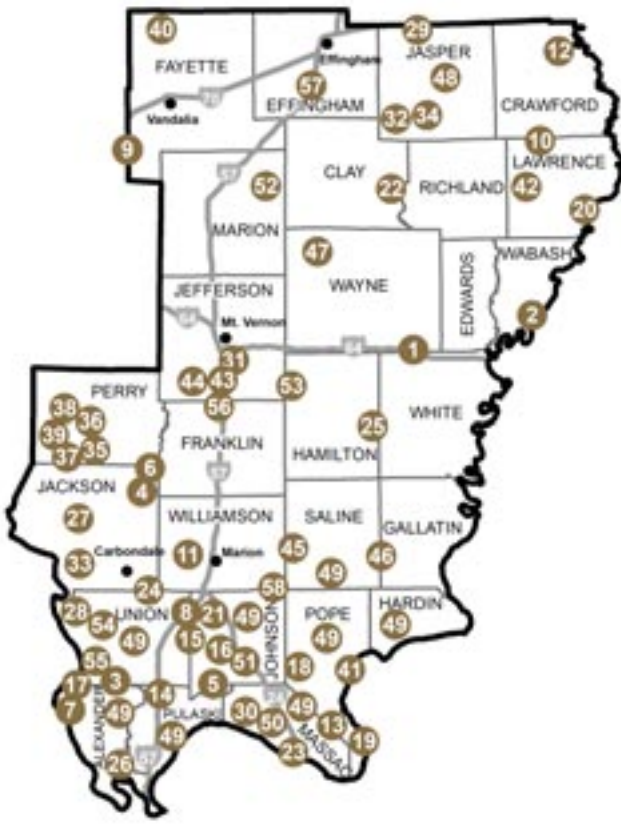 40
29
Effingham
JASPER
12
FAYETTE
48
57
EFFINGHAM
CRAWFORD
Vandalia
32
34
9
10
LAWRENCE
CLAY
52
22
RICHLAND
42
20
MARION
47
WABASH
JEFFERSON
WAYNE
EDWARDS
2
Mt. Vernon
1
31
44
43
53
PERRY
38
36
56
WHITE
39
25
FRANKLIN
37
35
HAMILTON
6
JACKSON
4
27
WILLIAMSON
SALINE
GALLATIN
11
Marion
45
46
33
Carbondale
49
24
58
HARDIN
28
UNION
8
21
49
POPE
54
49
49
49
15
JOHNSON
16
55
51
18
41
17
3
5
14
7
ALEXANDER
49
PULASKI
30
50
49
13
MASSAC
49
19
23
26